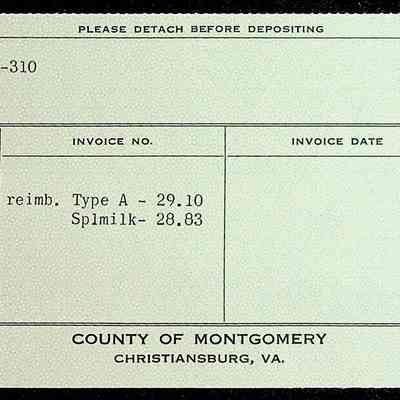 PLEASE DETACH BEFORE DEPOSITING
-310
INVOICE NO. INVOICE DATE
reimb. Type A - 29.10
Splmilk- 28.83
COUNTY OF MONTGOMERY
CHRISTIANSBURG, VA.